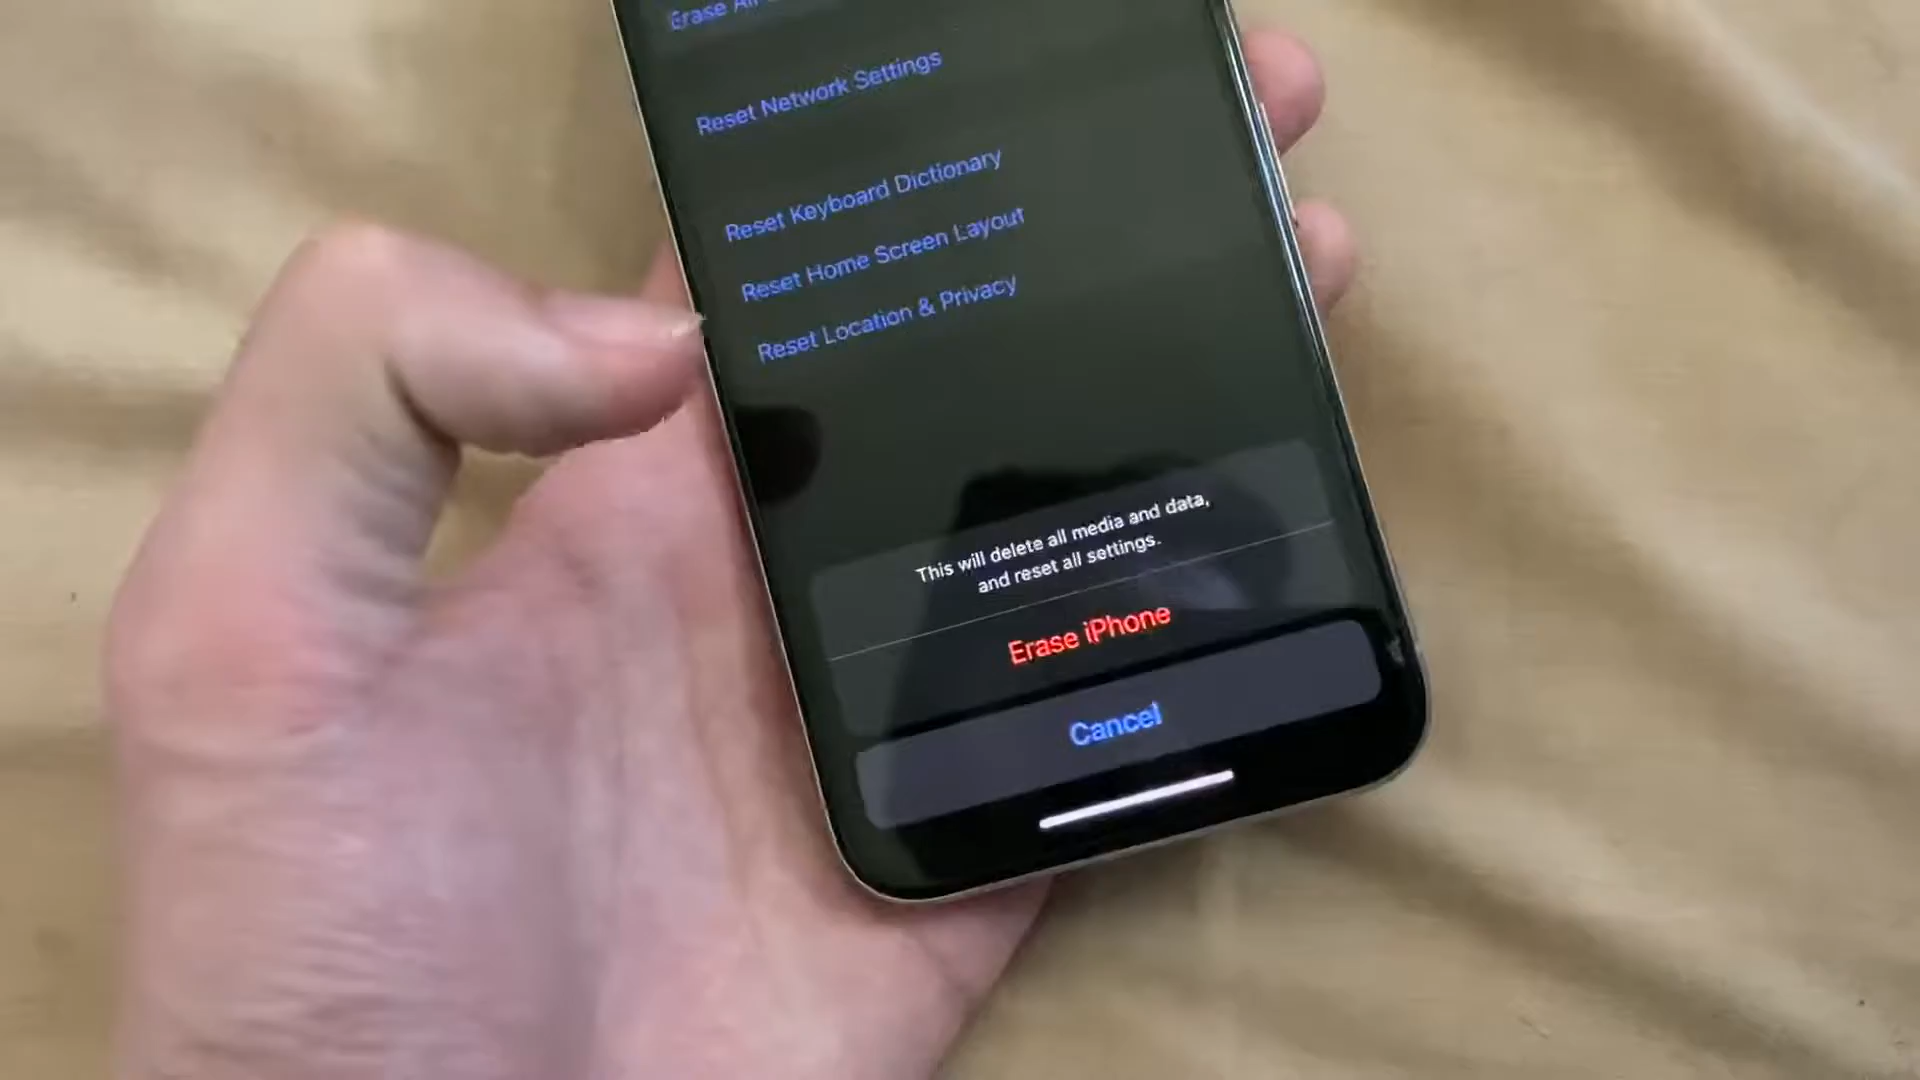 Erase All
Reset Network Settings
Reset Keyboard Dictionary
Reset Home Screen Layout
Reset Location & Privacy
This will delete all media and data,
and reset all settings.
Erase iPhone
Cancel